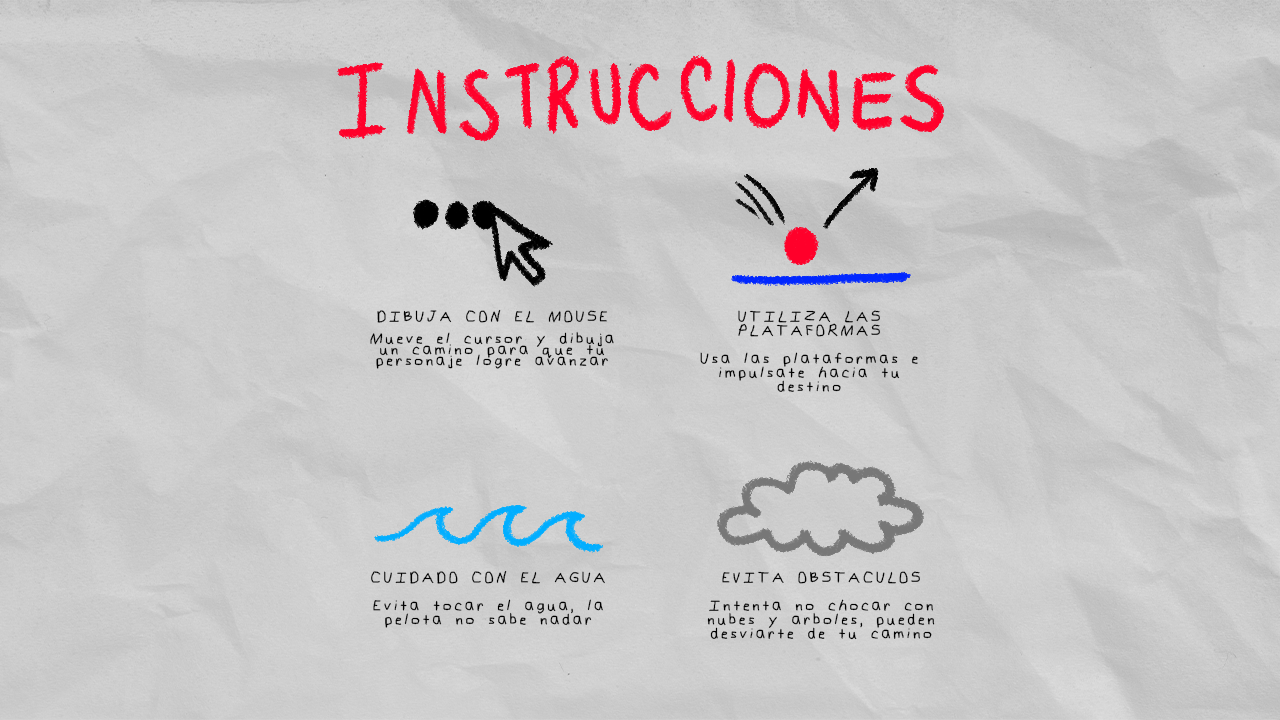 INSTRUCCIONES
DIBUJA CON EL MOUSE
Mueve el cursor y dibuja
un camino para que tu
personaje logre avanzar
UTILIZA LAS
PLATAFORMAS
Usa las plataformas e
impulsate hacia tu
destino
CUIDADO CON EL AGUA
Evita tocar el agua, la
pelota no sabe nadar
EVITA OBSTACULOS
Intenta no chocar con
nubes y arboles, pueden
desviarte de tu camino